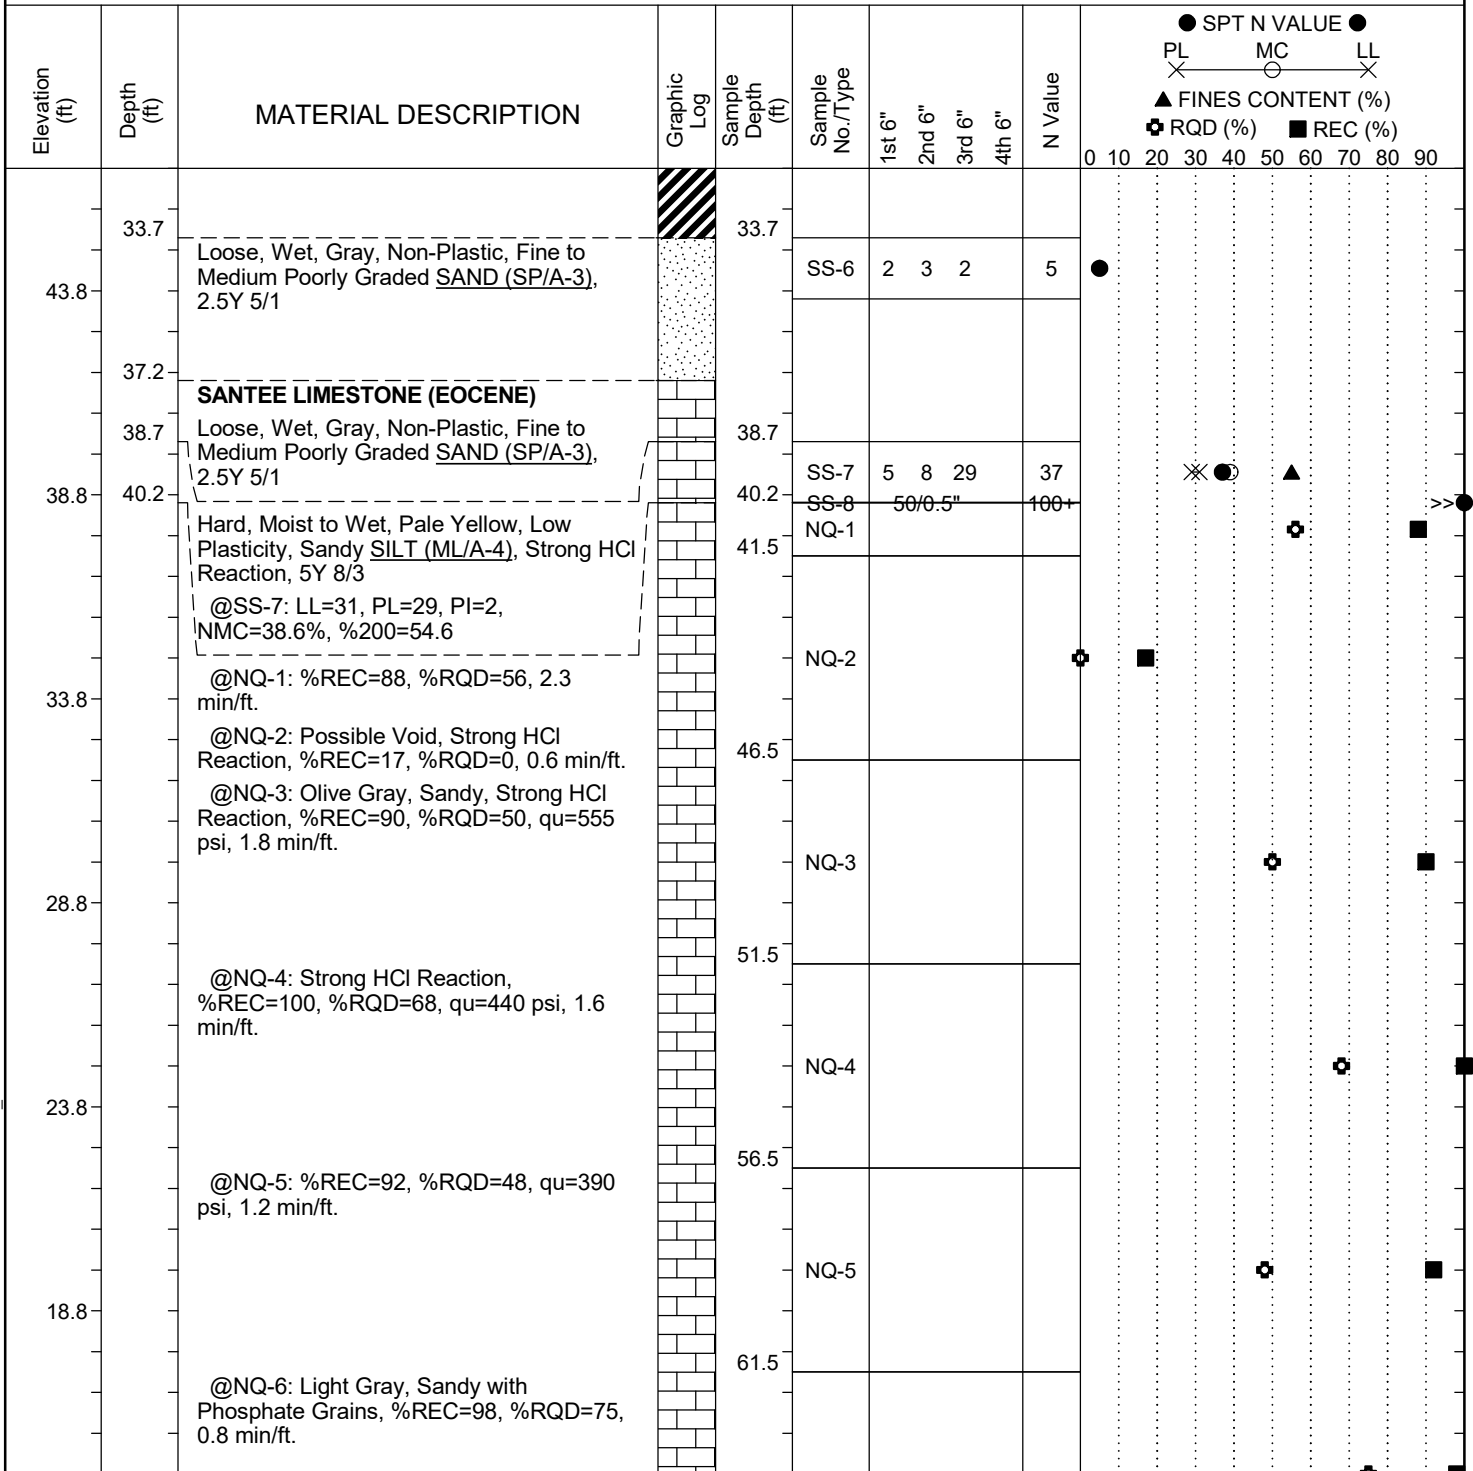 ● SPT N VALUE ●
PL MC LL
▲ FINES CONTENT (%)
RQD (%) ■ REC (%)
Elevation (ft)
Depth (ft)
MATERIAL DESCRIPTION
Graphic Log
Sample Depth (ft)
Sample No./Type
1st 6"
2nd 6"
3rd 6"
4th 6"
N Value
0 10 20 30 40 50 60 70 80 90
33.7 33.7
Loose, Wet, Gray, Non-Plastic, Fine to
Medium Poorly Graded SAND (SP/A-3),
2.5Y 5/1
SS-6 2 3 2 5
43.8
37.2
SANTEE LIMESTONE (EOCENE)
38.7 38.7
Loose, Wet, Gray, Non-Plastic, Fine to
Medium Poorly Graded SAND (SP/A-3),
2.5Y 5/1
SS-7 5 8 29 37
38.8 40.2 40.2
SS-8 50/0.5" 100+ >>
Hard, Moist to Wet, Pale Yellow, Low
Plasticity, Sandy SILT (ML/A-4), Strong HCl
Reaction, 5Y 8/3
NQ-1
41.5
@SS-7: LL=31, PL=29, PI=2,
NMC=38.6%, %200=54.6
NQ-2
@NQ-1: %REC=88, %RQD=56, 2.3
min/ft.
33.8
@NQ-2: Possible Void, Strong HCl
Reaction, %REC=17, %RQD=0, 0.6 min/ft.
46.5
@NQ-3: Olive Gray, Sandy, Strong HCl
Reaction, %REC=90, %RQD=50, qu=555
psi, 1.8 min/ft.
NQ-3
28.8
51.5
@NQ-4: Strong HCl Reaction,
%REC=100, %RQD=68, qu=440 psi, 1.6
min/ft.
NQ-4
23.8
56.5
@NQ-5: %REC=92, %RQD=48, qu=390
psi, 1.2 min/ft.
NQ-5
18.8
61.5
@NQ-6: Light Gray, Sandy with
Phosphate Grains, %REC=98, %RQD=75,
0.8 min/ft.